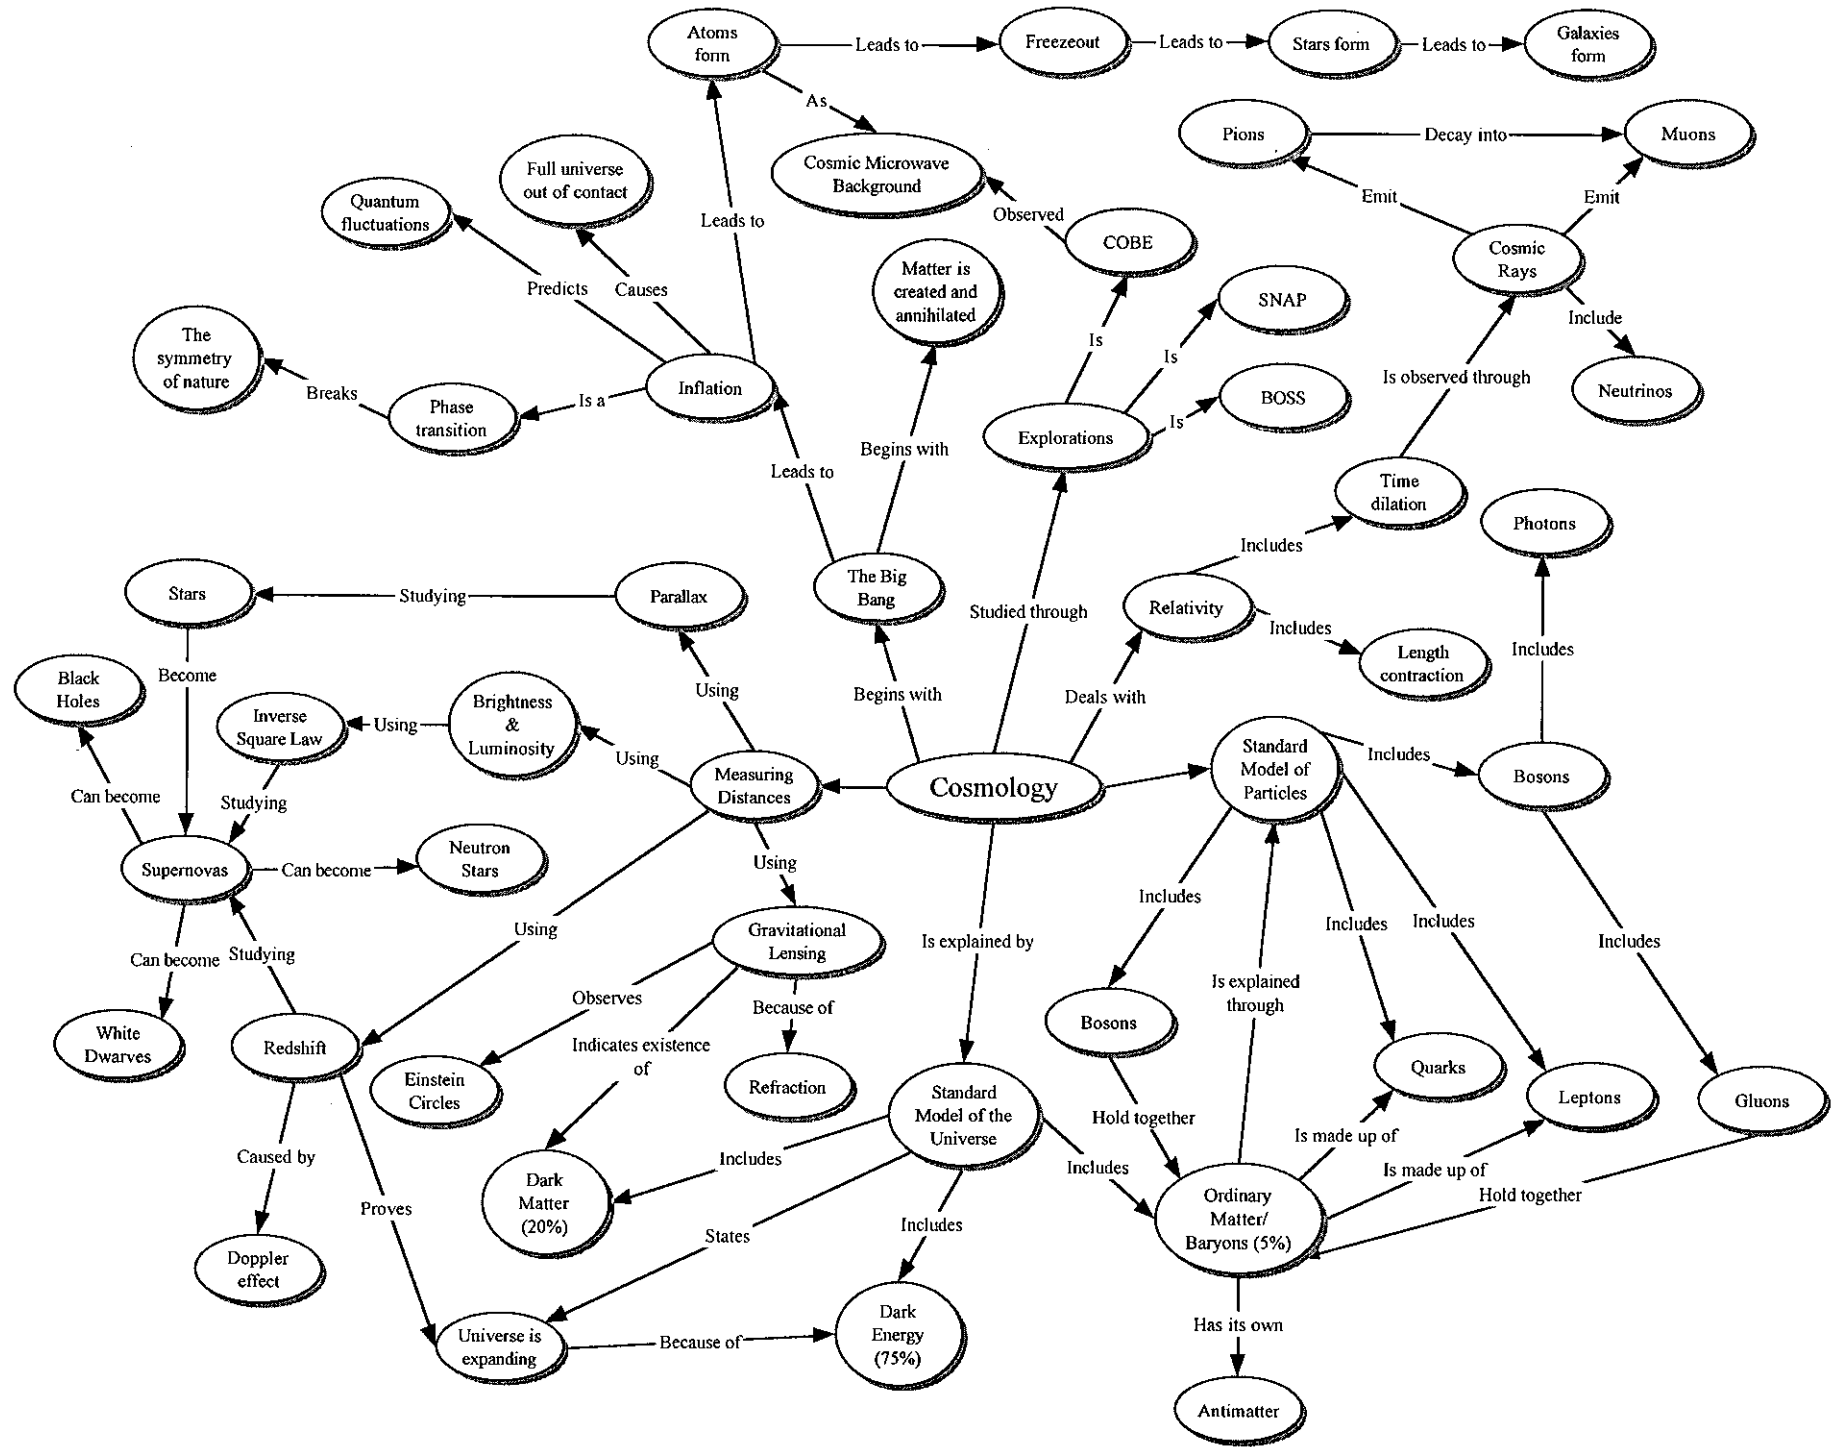 Atoms
form
Leads to
Freezeout
Leads to
Stars form
Leads to
Galaxies
form
As
Pions
Decay into
Muons
Full universe
out of contact
Cosmic Microwave
Background
Quantum
fluctuations
Leads to
Observed
COBE
Emit
Emit
Cosmic
Rays
Predicts
Causes
Matter is
created and
annihilated
SNAP
Include
The
symmetry
of nature
Is
Is
Breaks
Phase
transition
Is a
Inflation
Is observed through
Neutrinos
BOSS
Is
Explorations
Begins with
Leads to
Time
dilation
Photons
Includes
Stars
Studying
Parallax
The Big
Bang
Studied through
Relativity
Includes
Length
contraction
Includes
Become
Black
Holes
Using
Begins with
Deals with
Inverse
Square Law
Using
Brightness
&
Luminosity
Using
Measuring
Distances
Cosmology
Standard
Model of
Particles
Includes
Bosons
Can become
Studying
Supernovas
Can become
Neutron
Stars
Using
Includes
Includes
Includes
Includes
Using
Gravitational
Lensing
Is explained by
Can become
Studying
Observes
Because of
Is explained
through
White
Dwarves
Redshift
Indicates existence
of
Bosons
Einstein
Circles
Refraction
Standard
Model of the
Universe
Quarks
Leptons
Gluons
Hold together
Is made up of
Caused by
Includes
Includes
Is made up of
Hold together
Proves
Dark
Matter
(20%)
States
Includes
Ordinary
Matter/
Baryons (5%)
Doppler
effect
Universe is
expanding
Because of
Dark
Energy
(75%)
Has its own
Antimatter